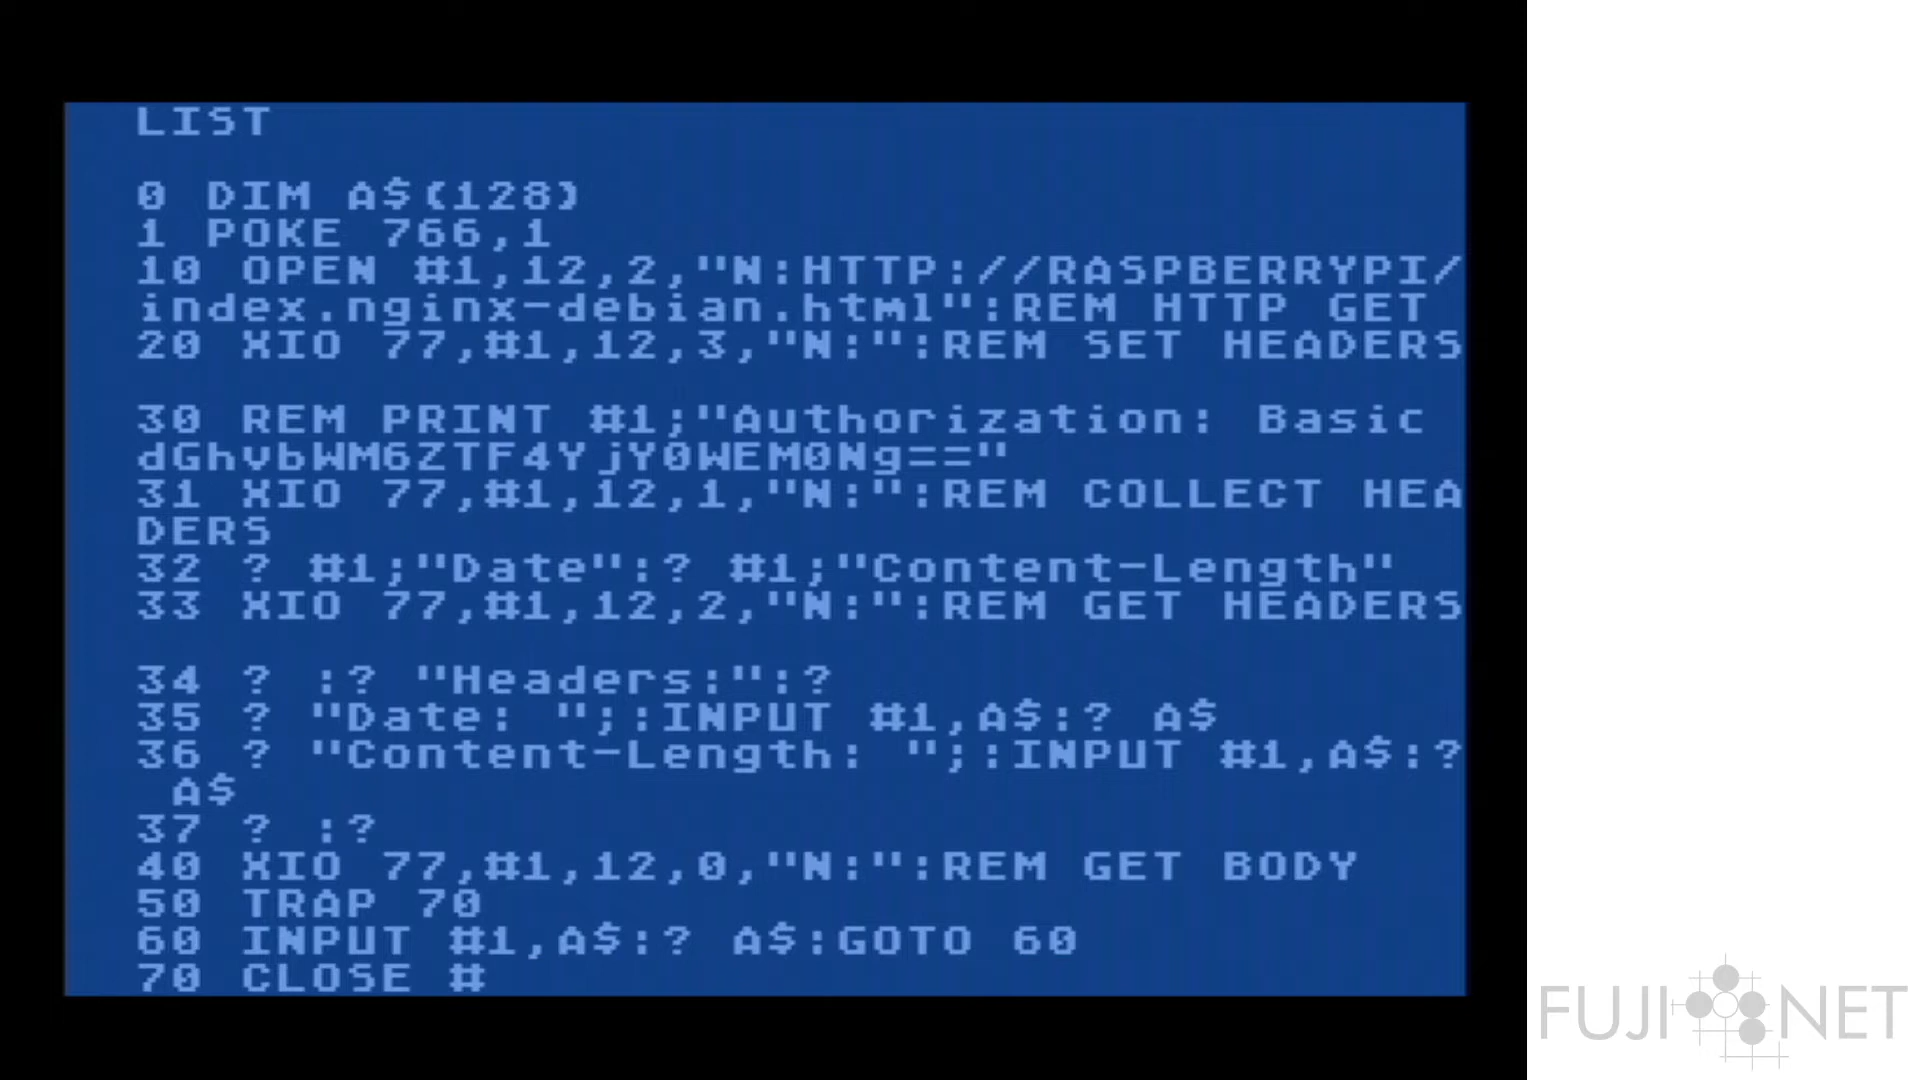 LIST
0 DIM A$(128)
1 POKE 766,1
10 OPEN #1,12,2,"N:HTTP://RASPBERRYPI/
index.nginx-debian.html":REM HTTP GET
20 XIO 77,#1,12,3,"N:":REM SET HEADERS
30 REM PRINT #1;"Authorization: Basic
dGhvbWM6ZTF4YjY0WEM0Ng=="
31 XIO 77,#1,12,1,"N:":REM COLLECT HEA
DERS
32 ? #1;"Date":? #1;"Content-Length"
33 XIO 77,#1,12,2,"N:":REM GET HEADERS
34 ? :? "Headers:":?
35 ? "Date: ";:INPUT #1,A$:? A$
36 ? "Content-Length: ";:INPUT #1,A$:?
A$
37 ? :?
40 XIO 77,#1,12,0,"N:":REM GET BODY
50 TRAP 70
60 INPUT #1,A$:? A$:GOTO 60
70 CLOSE #
FUJINET